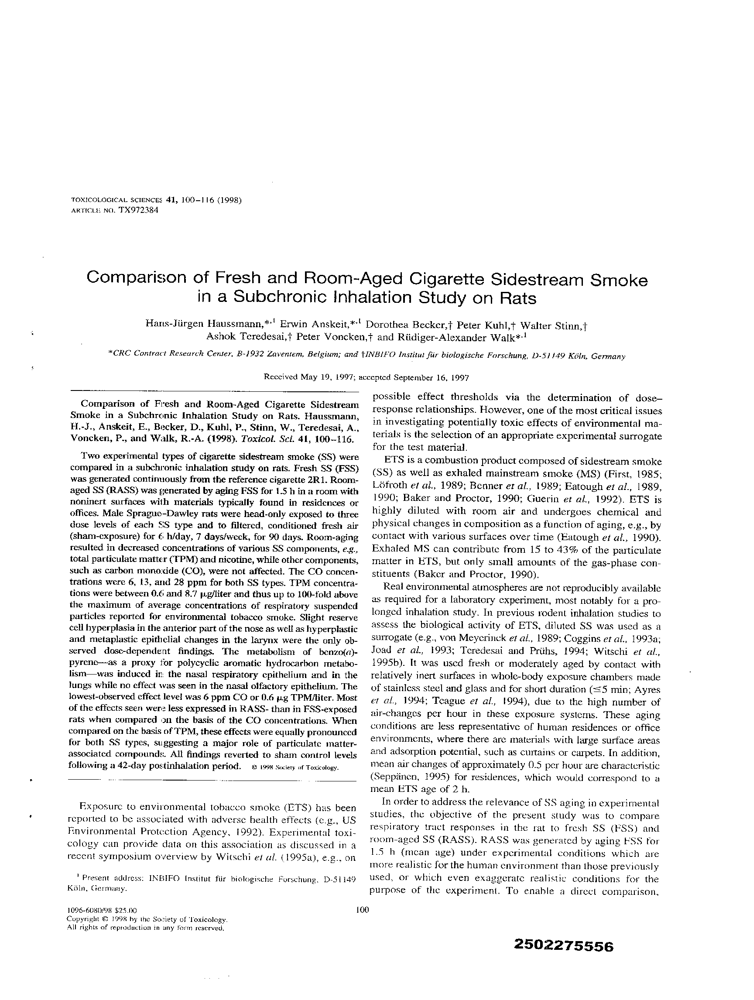 TOXICOLOGICAL SCIENCES 41, 100–116 (1998)
ARTICLE NO. TX972384
Comparison of Fresh and Room-Aged Cigarette Sidestream Smoke
in a Subchronic Inhalation Study on Rats
Hans-Jürgen Haussmann,*,1 Erwin Anskeit,*,1 Dorothea Becker,† Peter Kuhl,† Walter Stinn,†
Ashok Teredesai,† Peter Voncken,† and Rüdiger-Alexander Walk*,1
*CRC Contract Research Center, B-1932 Zaventem, Belgium; and †INBIFO Institut für biologische Forschung, D-51149 Köln, Germany
Received May 19, 1997; accepted September 16, 1997
Comparison of Fresh and Room-Aged Cigarette Sidestream
Smoke in a Subchronic Inhalation Study on Rats. Haussmann,
H.-J., Anskeit, E., Becker, D., Kuhl, P., Stinn, W., Teredesai, A.,
Voncken, P., and Walk, R.-A. (1998). Toxicol. Sci. 41, 100–116.
Two experimental types of cigarette sidestream smoke (SS) were
compared in a subchronic inhalation study on rats. Fresh SS (FSS)
was generated continuously from the reference cigarette 2R1. Room-
aged SS (RASS) was generated by aging FSS for 1.5 h in a room with
noninert surfaces with materials typically found in residences or
offices. Male Sprague–Dawley rats were head-only exposed to three
dose levels of each SS type and to filtered, conditioned fresh air
(sham-exposure) for 6 h/day, 7 days/week, for 90 days. Room-aging
resulted in decreased concentrations of various SS components, e.g.,
total particulate matter (TPM) and nicotine, while other components,
such as carbon monoxide (CO), were not affected. The CO concen-
trations were 6, 13, and 28 ppm for both SS types. TPM concentra-
tions were between 0.6 and 8.7 µg/liter and thus up to 100-fold above
the maximum of average concentrations of respiratory suspended
particles reported for environmental tobacco smoke. Slight reserve
cell hyperplasia in the anterior part of the nose as well as hyperplastic
and metaplastic epithelial changes in the larynx were the only ob-
served dose-dependent findings. The metabolism of benzo(a)-
pyrene—as a proxy for polycyclic aromatic hydrocarbon metabo-
lism—was induced in the nasal respiratory epithelium and in the
lungs while no effect was seen in the nasal olfactory epithelium. The
lowest-observed effect level was 6 ppm CO or 0.6 µg TPM/liter. Most
of the effects seen were less expressed in RASS- than in FSS-exposed
rats when compared on the basis of the CO concentrations. When
compared on the basis of TPM, these effects were equally pronounced
for both SS types, suggesting a major role of particulate matter-
associated compounds. All findings reverted to sham control levels
following a 42-day postinhalation period. © 1998 Society of Toxicology.
Exposure to environmental tobacco smoke (ETS) has been
reported to be associated with adverse health effects (e.g., US
Environmental Protection Agency, 1992). Experimental toxi-
cology can provide data on this association as discussed in a
recent symposium overview by Witschi et al. (1995a), e.g., on
1 Present address: INBIFO Institut für biologische Forschung, D-51149
Köln, Germany.
1096-6080/98 $25.00
Copyright © 1998 by the Society of Toxicology.
All rights of reproduction in any form reserved.
possible effect thresholds via the determination of dose–
response relationships. However, one of the most critical issues
in investigating potentially toxic effects of environmental ma-
terials is the selection of an appropriate experimental surrogate
for the test material.
ETS is a combustion product composed of sidestream smoke
(SS) as well as exhaled mainstream smoke (MS) (First, 1985;
Löfroth et al., 1989; Benner et al., 1989; Eatough et al., 1989,
1990; Baker and Proctor, 1990; Guerin et al., 1992). ETS is
highly diluted with room air and undergoes chemical and
physical changes in composition as a function of aging, e.g., by
contact with various surfaces over time (Eatough et al., 1990).
Exhaled MS can contribute from 15 to 43% of the particulate
matter in ETS, but only small amounts of the gas-phase con-
stituents (Baker and Proctor, 1990).
Real environmental atmospheres are not reproducibly available
as required for a laboratory experiment, most notably for a pro-
longed inhalation study. In previous rodent inhalation studies to
assess the biological activity of ETS, diluted SS was used as a
surrogate (e.g., von Meyerinck et al., 1989; Coggins et al., 1993a;
Joad et al., 1993; Teredesai and Prühs, 1994; Witschi et al.,
1995b). It was used fresh or moderately aged by contact with
relatively inert surfaces in whole-body exposure chambers made
of stainless steel and glass and for short duration (≤5 min; Ayres
et al., 1994; Teague et al., 1994), due to the high number of
air-changes per hour in these exposure systems. These aging
conditions are less representative of human residences or office
environments, where there are materials with large surface areas
and adsorption potential, such as curtains or carpets. In addition,
mean air changes of approximately 0.5 per hour are characteristic
(Seppänen, 1995) for residences, which would correspond to a
mean ETS age of 2 h.
In order to address the relevance of SS aging in experimental
studies, the objective of the present study was to compare
respiratory tract responses in the rat to fresh SS (FSS) and
room-aged SS (RASS). RASS was generated by aging FSS for
1.5 h (mean age) under experimental conditions which are
more realistic for the human environment than those previously
used, or which even exaggerate realistic conditions for the
purpose of the experiment. To enable a direct comparison,
100
2502275556